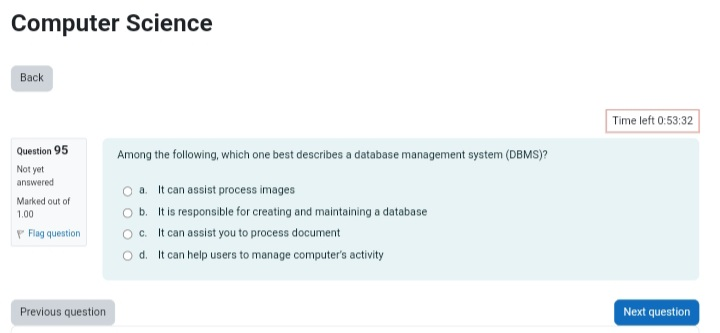 Computer Science
Back
Time left 0:53:32
Question 95
Not yet
answered
Marked out of
1.00
Flag question
Among the following, which one best describes a database management system (DBMS)?
a. It can assist process images
b. It is responsible for creating and maintaining a database
c. It can assist you to process document
d. It can help users to manage computer's activity
Previous question
Next question